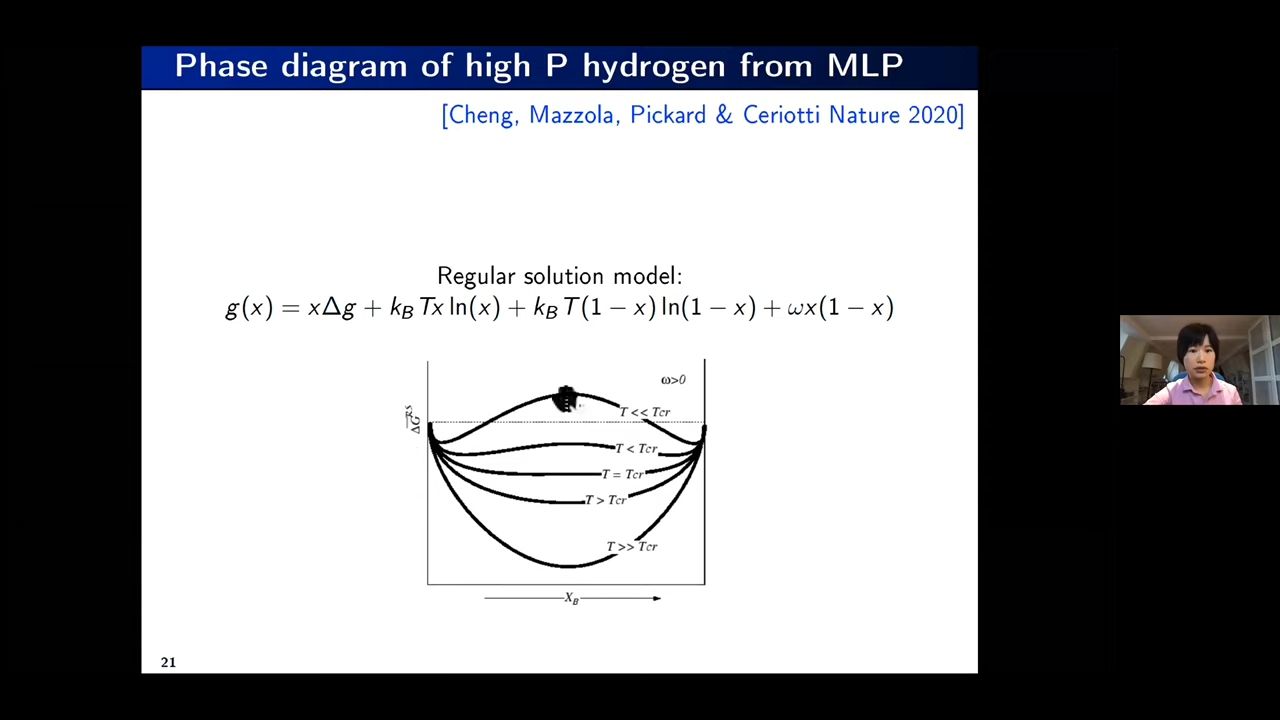 Phase diagram of high P hydrogen from MLP
[Cheng, Mazzola, Pickard & Ceriotti Nature 2020]
Regular solution model:
g(x) = xΔg + k_B Tx ln(x) + k_B T(1 − x) ln(1 − x) + ωx(1 − x)
ω>0
T << Tcr
ΔG^RS
T < Tcr
T = Tcr
T > Tcr
T >> Tcr
X_B
21